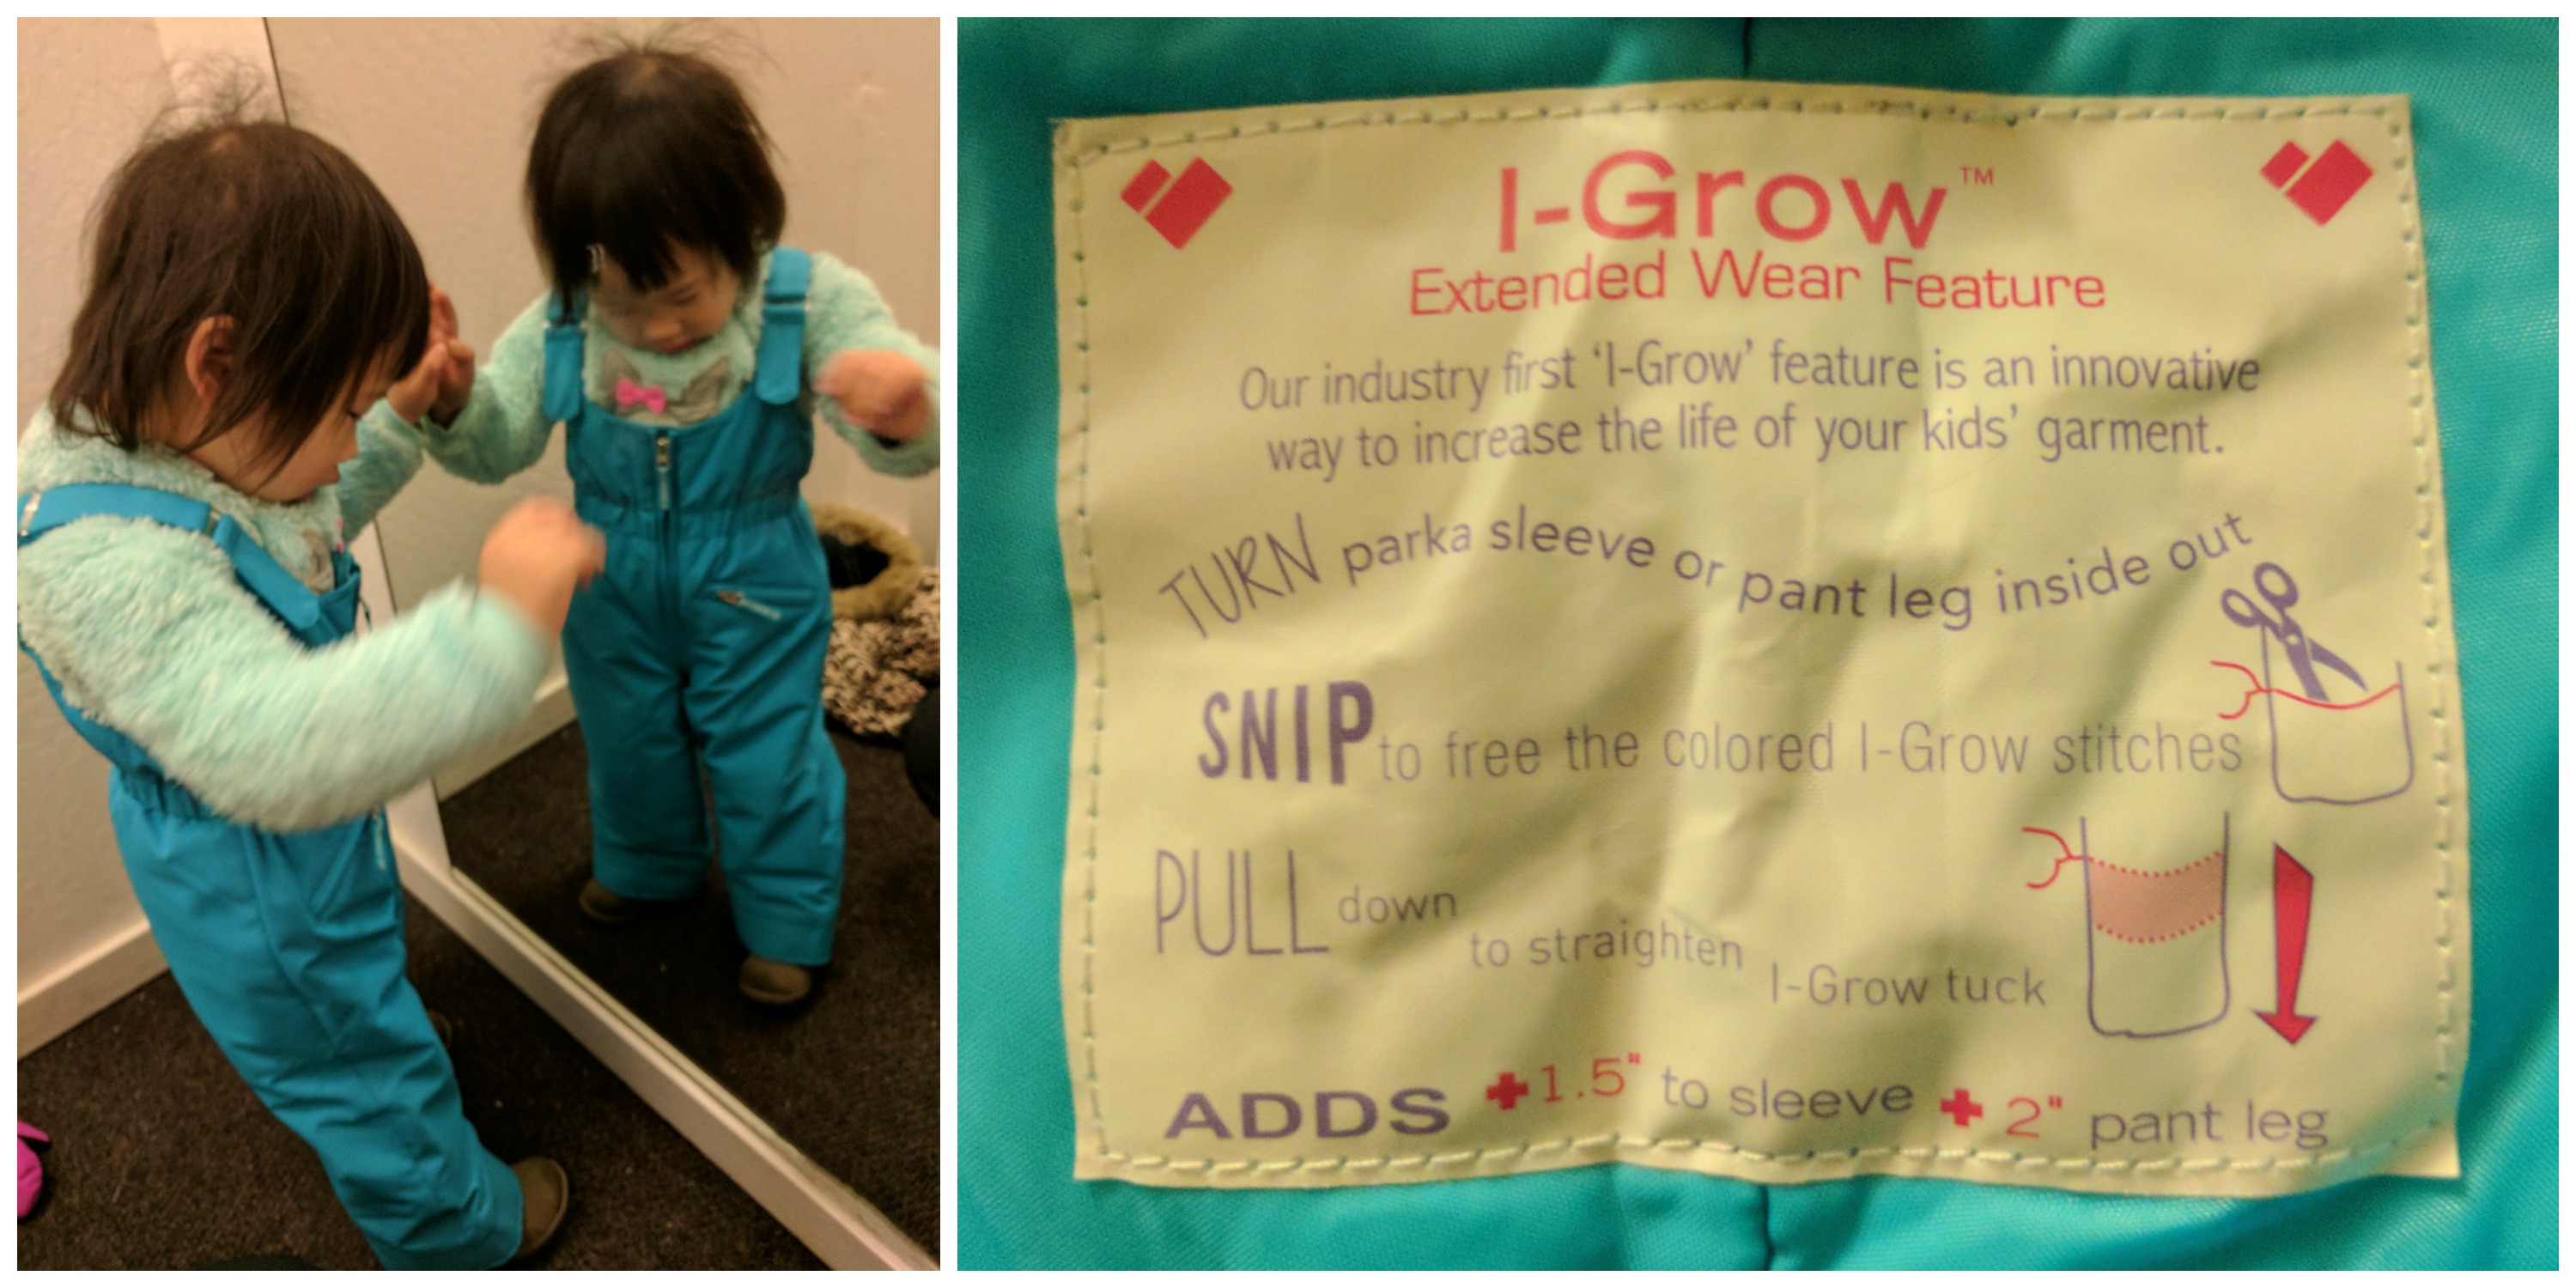 I-Grow™
Extended Wear Feature
Our industry first 'I-Grow' feature is an innovative
way to increase the life of your kids' garment.
TURN parka sleeve or pant leg inside out
SNIP to free the colored I-Grow stitches
PULL down to straighten I-Grow tuck
ADDS +1.5" to sleeve +2" pant leg